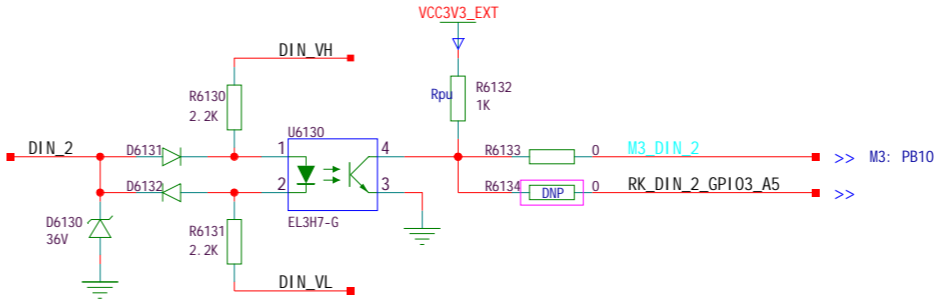 VCC3V3_EXT
DIN_VH
R6130
2.2K
Rpu
R6132
1K
U6130
DIN_2
D6131
1
4
R6133
0
M3_DIN_2
>> M3: PB10
D6132
2
3
R6134
DNP
0
RK_DIN_2_GPIO3_A5
>>
D6130
36V
R6131
2.2K
EL3H7-G
DIN_VL